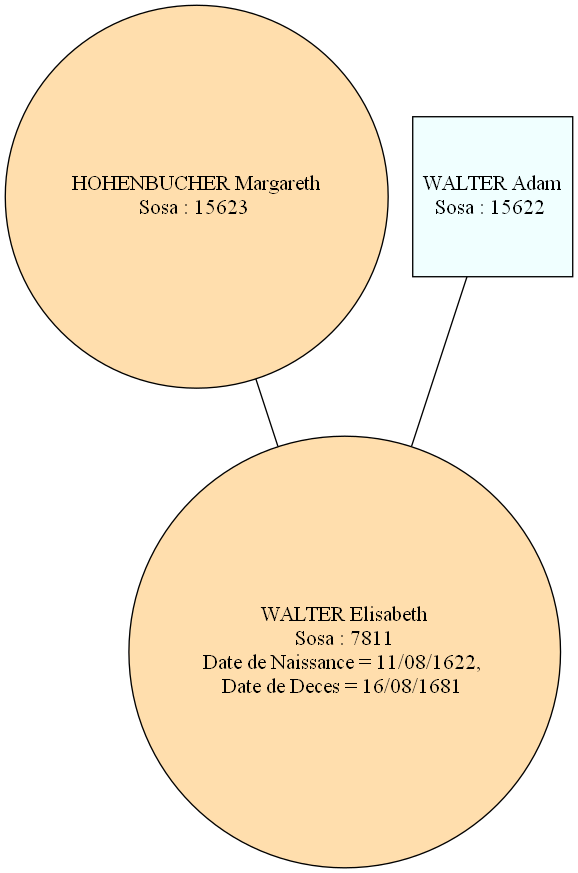 HOHENBUCHER Margareth
Sosa : 15623
WALTER Adam
Sosa : 15622
WALTER Elisabeth
Sosa : 7811
Date de Naissance = 11/08/1622,
Date de Deces = 16/08/1681